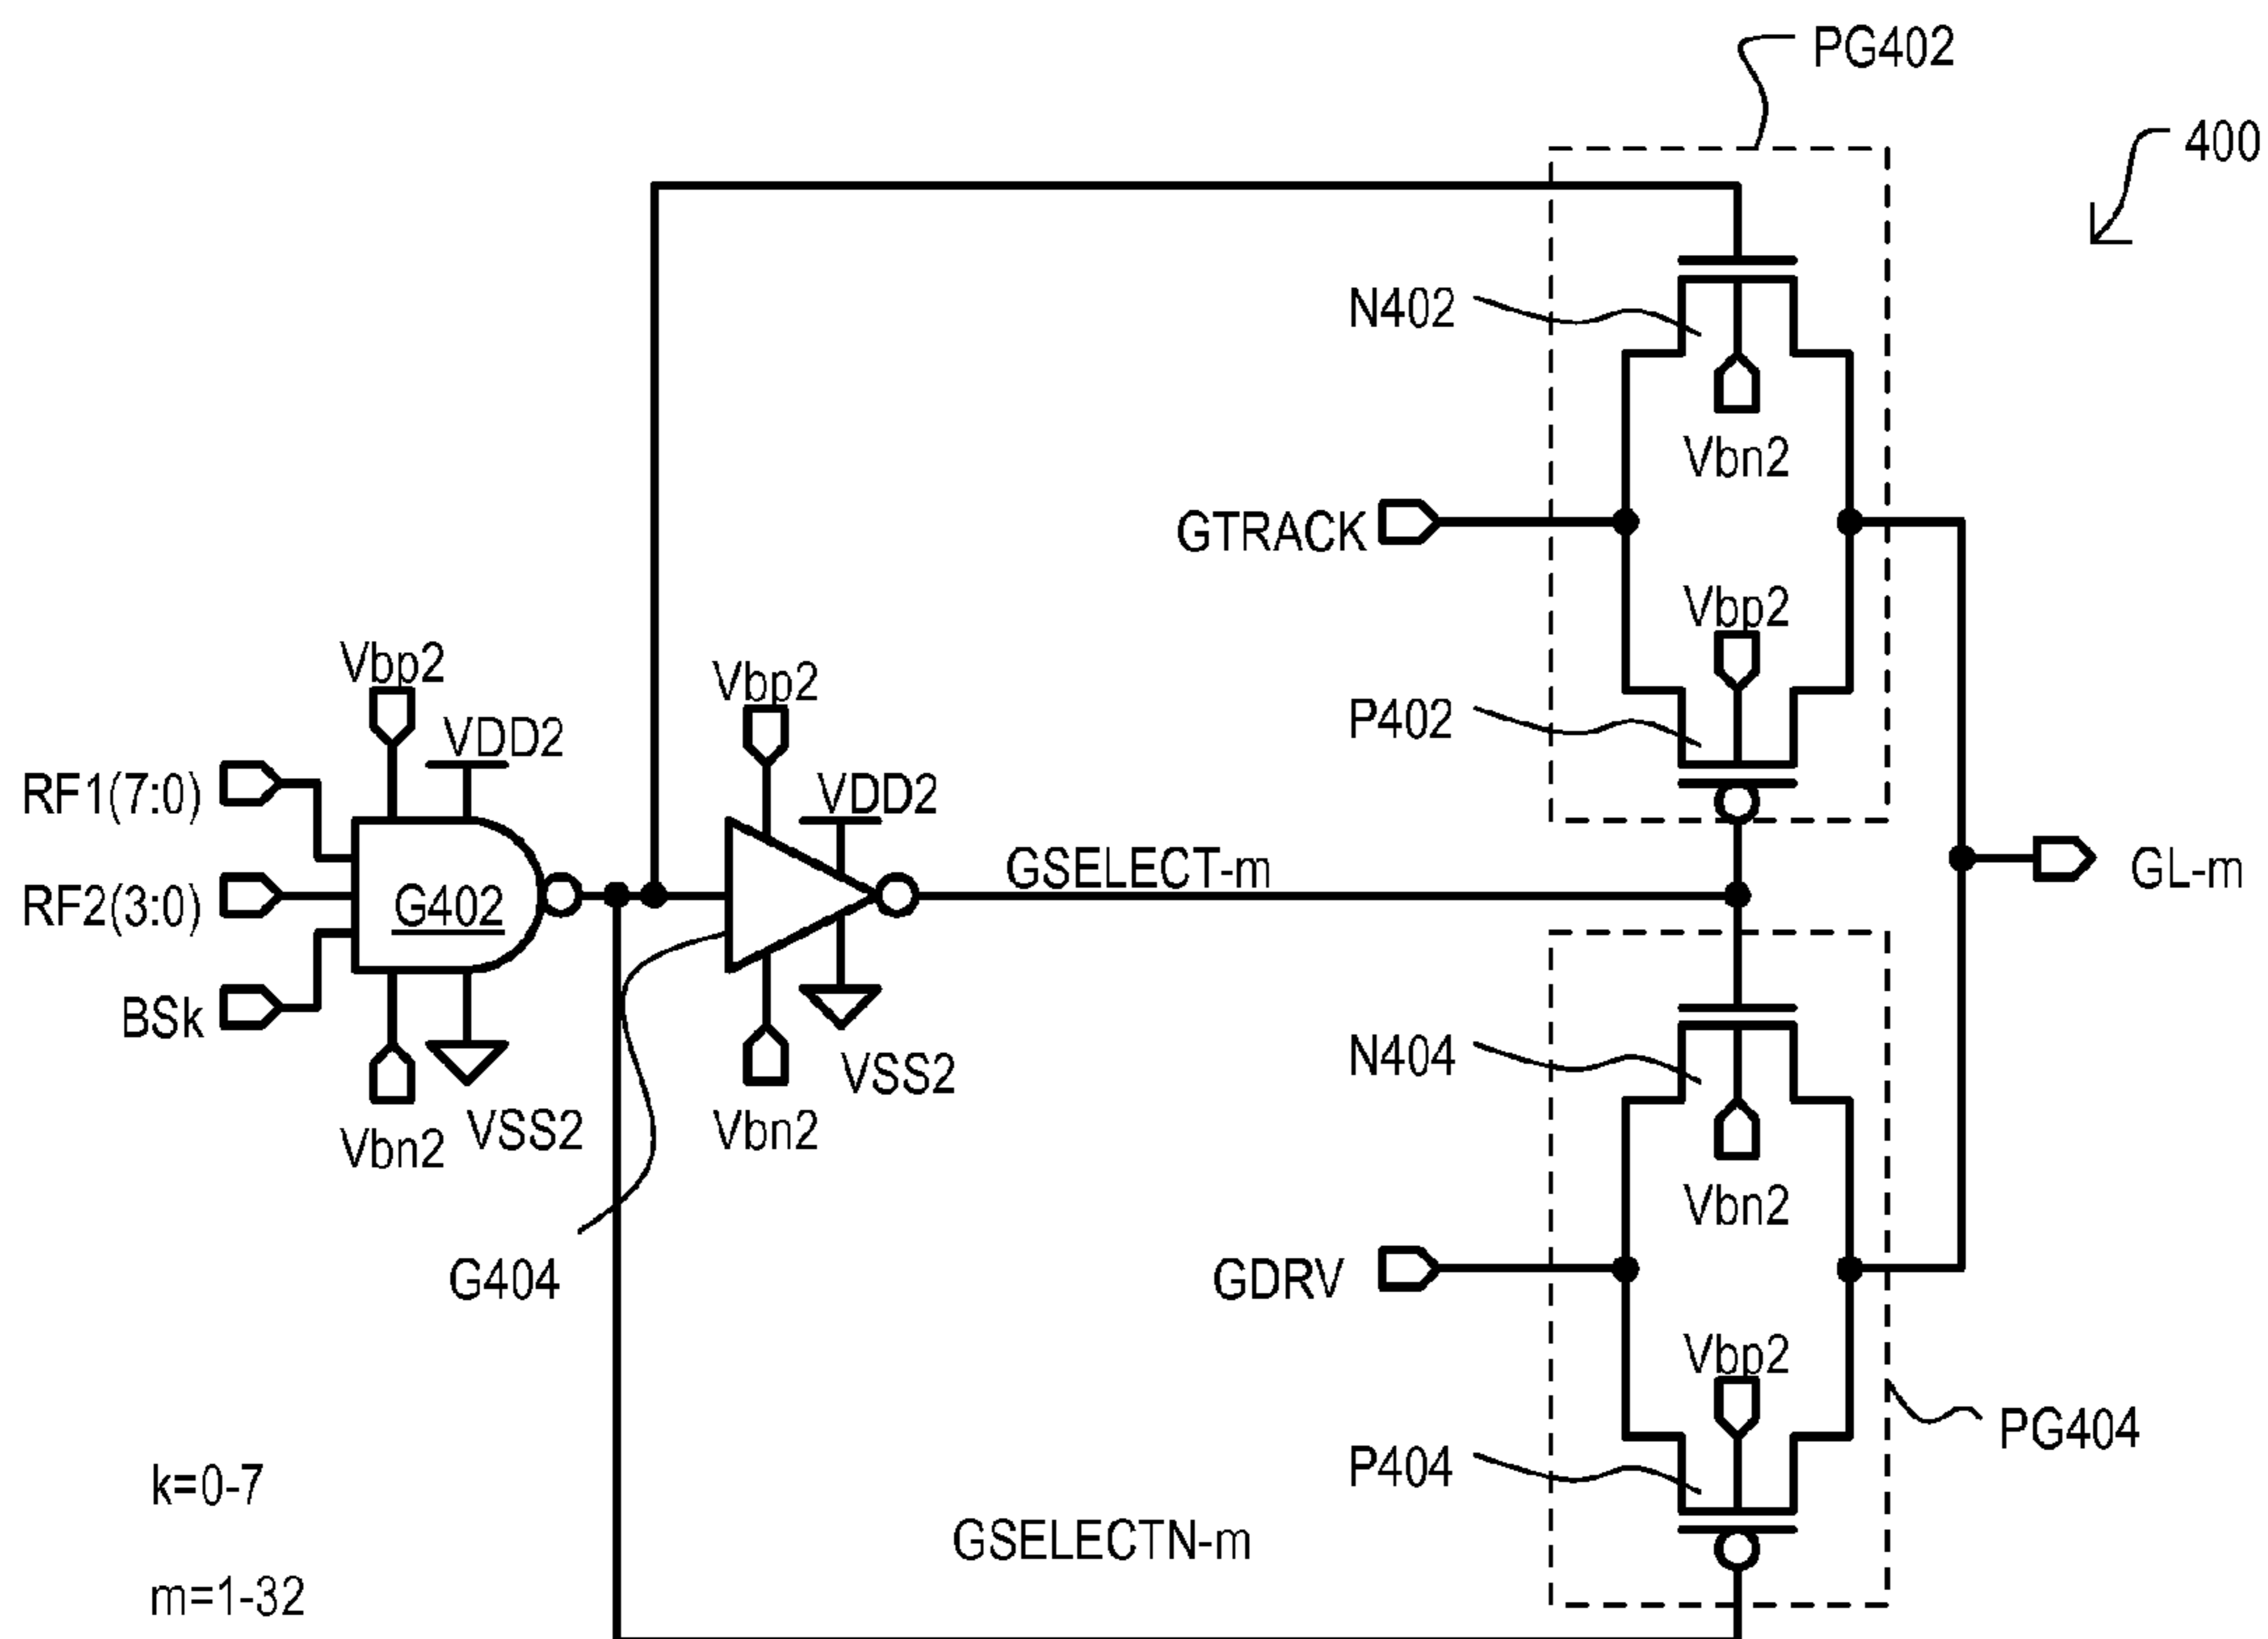 PG402
400
N402
Vbn2
GTRACK
Vbp2
P402
Vbp2
VDD2
Vbp2
VDD2
RF1(7:0)
RF2(3:0)
BSk
G402
GSELECT-m
GL-m
Vbn2
VSS2
Vbn2
VSS2
G404
N404
Vbn2
GDRV
Vbp2
P404
PG404
GSELECTN-m
k=0-7
m=1-32